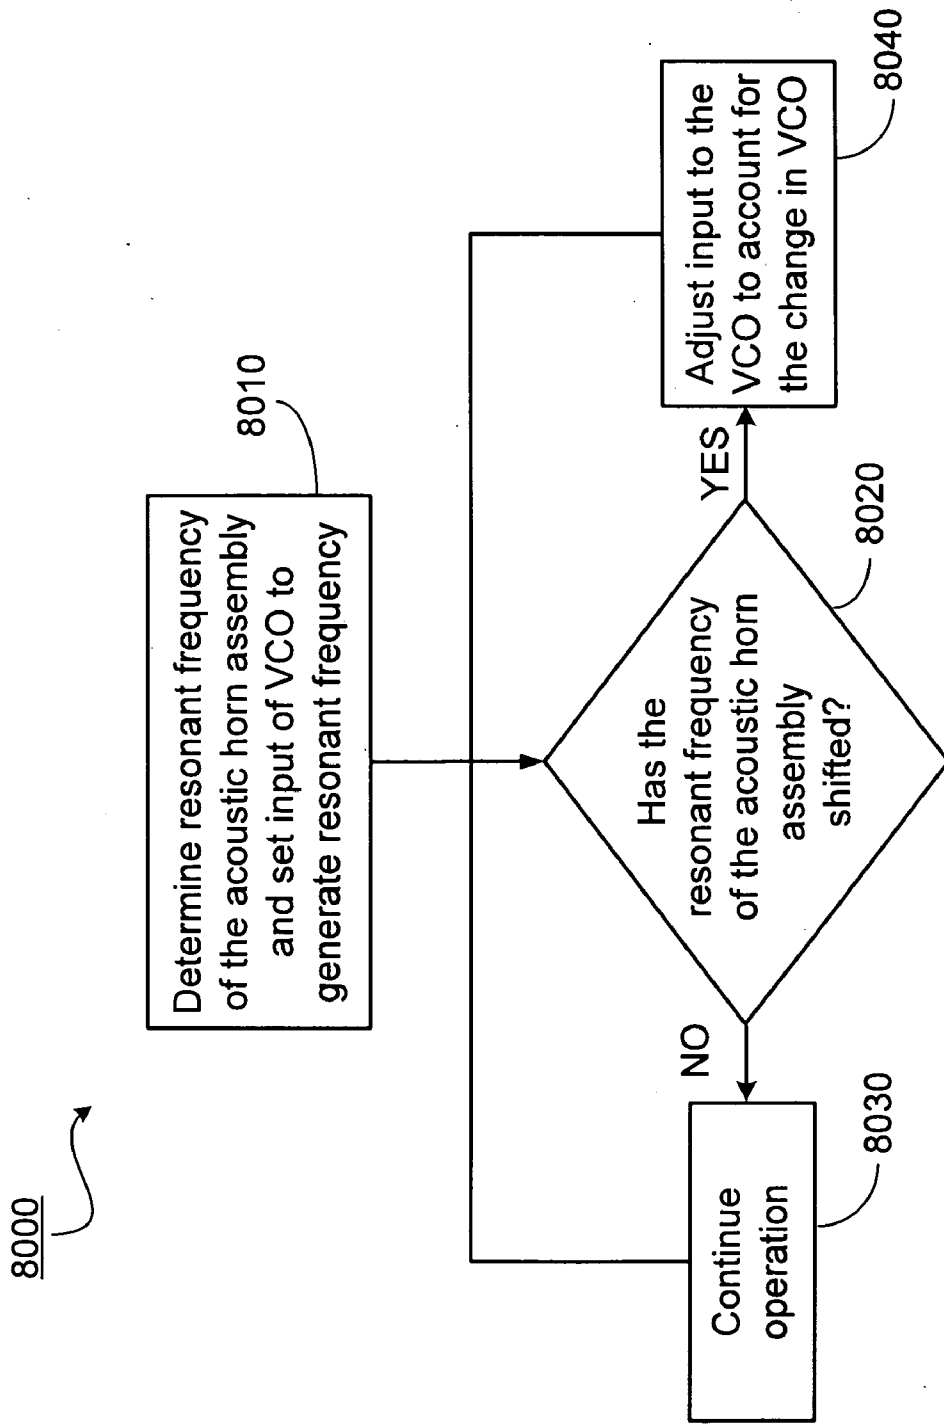 8000
8010
Determine resonant frequency
of the acoustic horn assembly
and set input of VCO to
generate resonant frequency
Has the
resonant frequency
of the acoustic horn
assembly
shifted?
8020
NO
YES
Continue
operation
8030
Adjust input to the
VCO to account for
the change in VCO
8040